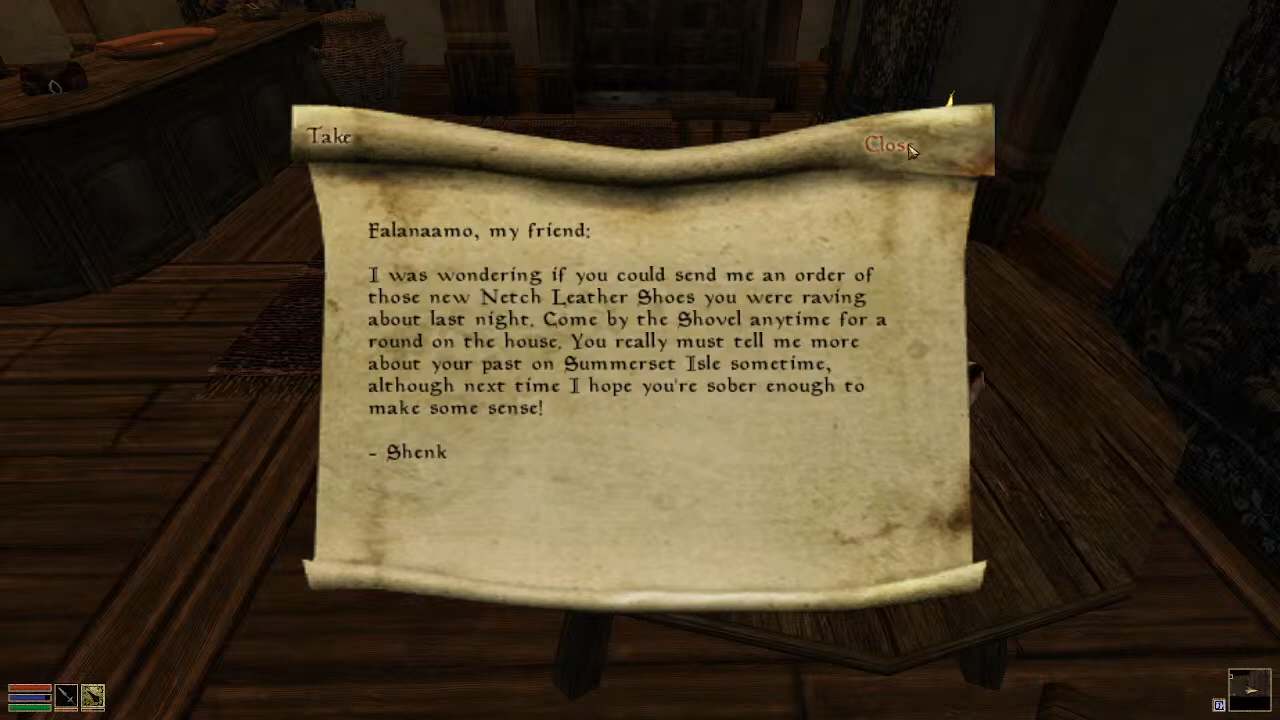 Take
Clos
Falanaamo, my friend:
I was wondering if you could send me an order of
those new Netch Leather Shoes you were raving
about last night. Come by the Shovel anytime for a
round on the house. You really must tell me more
about your past on Summerset Isle sometime,
although next time I hope you're sober enough to
make some sense!
- Shenk